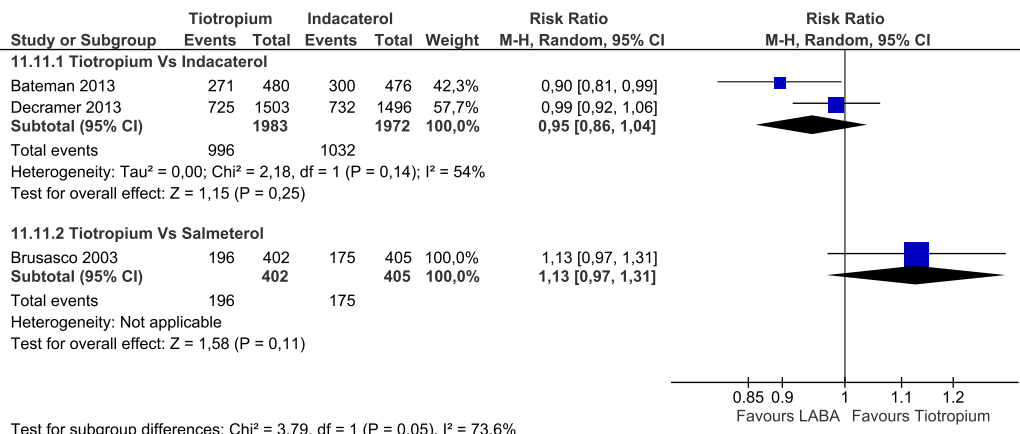 Tiotropium Indacaterol Risk Ratio Risk Ratio
Study or Subgroup Events Total Events Total Weight M-H, Random, 95% CI M-H, Random, 95% CI
11.11.1 Tiotropium Vs Indacaterol
Bateman 2013 271 480 300 476 42,3% 0,90 [0,81, 0,99]
Decramer 2013 725 1503 732 1496 57,7% 0,99 [0,92, 1,06]
Subtotal (95% CI) 1983 1972 100,0% 0,95 [0,86, 1,04]
Total events 996 1032
Heterogeneity: Tau² = 0,00; Chi² = 2,18, df = 1 (P = 0,14); I² = 54%
Test for overall effect: Z = 1,15 (P = 0,25)
11.11.2 Tiotropium Vs Salmeterol
Brusasco 2003 196 402 175 405 100,0% 1,13 [0,97, 1,31]
Subtotal (95% CI) 402 405 100,0% 1,13 [0,97, 1,31]
Total events 196 175
Heterogeneity: Not applicable
Test for overall effect: Z = 1,58 (P = 0,11)
0.85 0.9 1 1.1 1.2
Favours LABA Favours Tiotropium
Test for subgroup differences: Chi² = 3,79, df = 1 (P = 0,05), I² = 73,6%